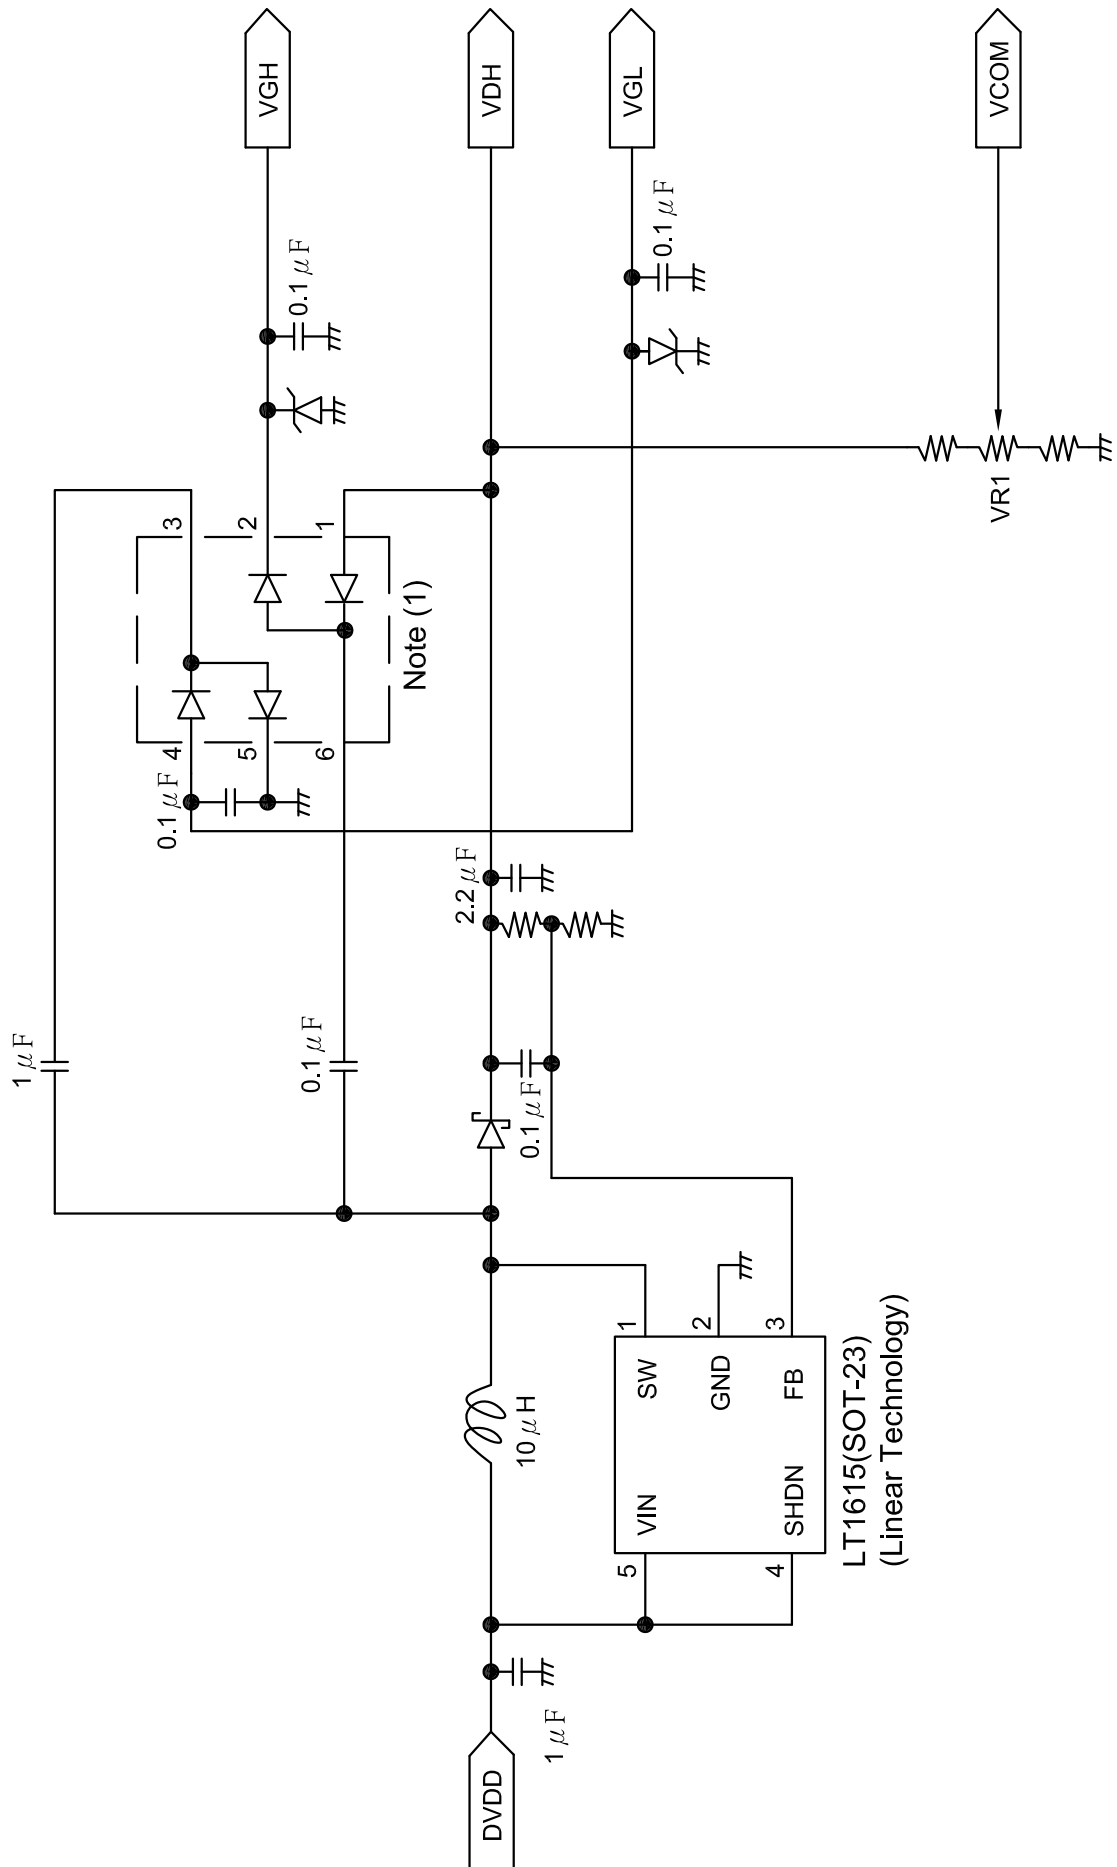 VGH
VDH
VGL
VCOM
0.1μF
0.1μF
VR1
3
2
1
Note (1)
4
5
6
0.1μF
2.2μF
1μF
0.1μF
0.1μF
10μH
1
2
3
SW
GND
FB
VIN
SHDN
5
4
LT1615(SOT-23)
(Linear Technology)
1μF
DVDD